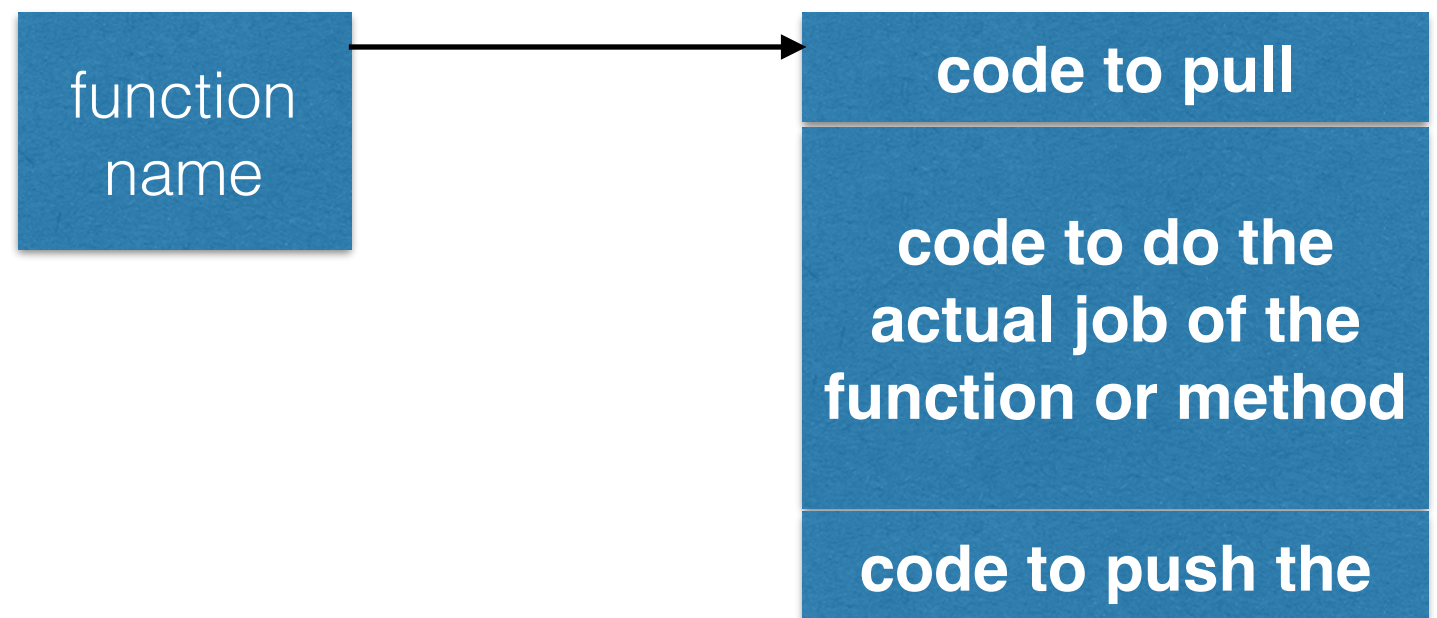 function
name
code to pull
code to do the
actual job of the
function or method
code to push the